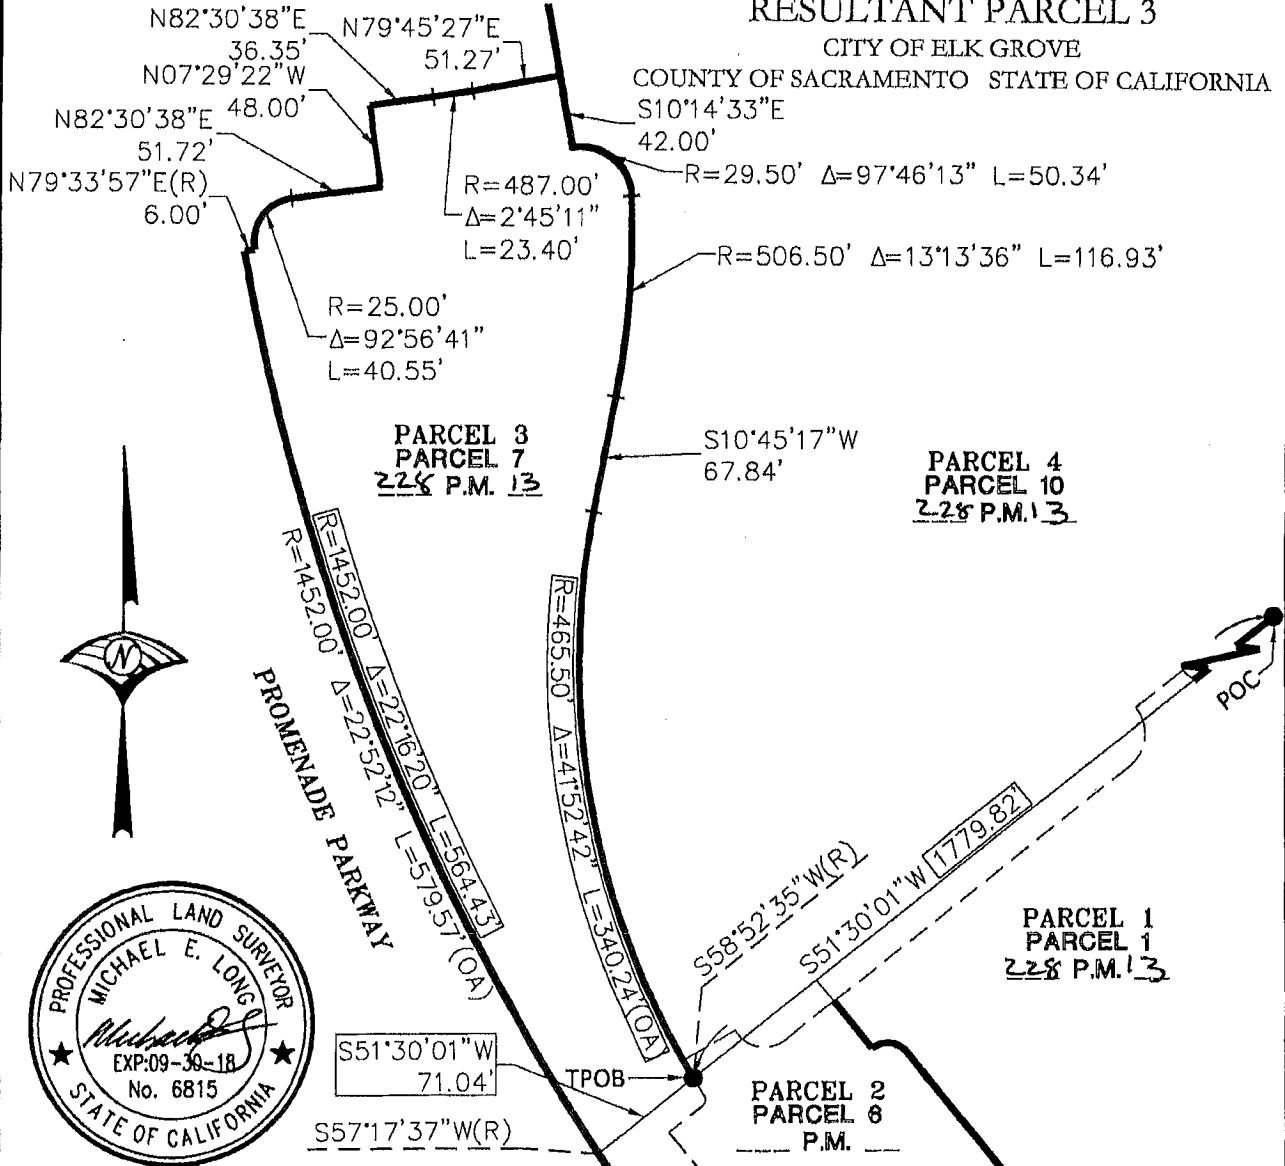 RESULTANT PARCEL 3
CITY OF ELK GROVE
COUNTY OF SACRAMENTO STATE OF CALIFORNIA
N82°30'38"E
36.35'
N79°45'27"E
51.27'
N07°29'22"W
48.00'
N82°30'38"E
51.72'
N79°33'57"E(R)
6.00'
S10°14'33"E
42.00'
R=29.50' Δ=97°46'13" L=50.34'
R=487.00'
Δ=2°45'11"
L=23.40'
R=506.50' Δ=13°13'36" L=116.93'
R=25.00'
Δ=92°56'41"
L=40.55'
PARCEL 3
PARCEL 7
228 P.M. 13
S10°45'17"W
67.84'
PARCEL 4
PARCEL 10
228 P.M. 13
R=1452.00' Δ=22°16'20" L=564.43'
R=1452.00' Δ=22°52'12" L=579.57'(OA)
R=465.50' Δ=41°52'42" L=340.24'(OA)
PROMENADE PARKWAY
N
POC
S58°52'35"W(R)
S51°30'01"W 1779.82'
PARCEL 1
PARCEL 1
228 P.M. 13
PROFESSIONAL LAND SURVEYOR
MICHAEL E. LONG
EXP:09-30-18
No. 6815
STATE OF CALIFORNIA
S51°30'01"W
71.04'
TPOB
PARCEL 2
PARCEL 6
P.M.
S57°17'37"W(R)